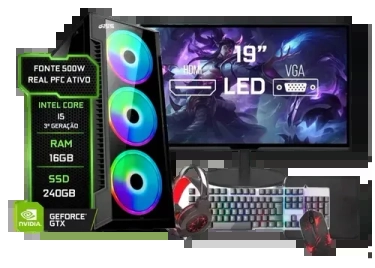 FONTE 500W
REAL PFC ATIVO
INTEL CORE
I5
3ª GERAÇÃO
RAM
16GB
SSD
240GB
NVIDIA
GEFORCE
GTX
19"
HDMI
VGA
LED